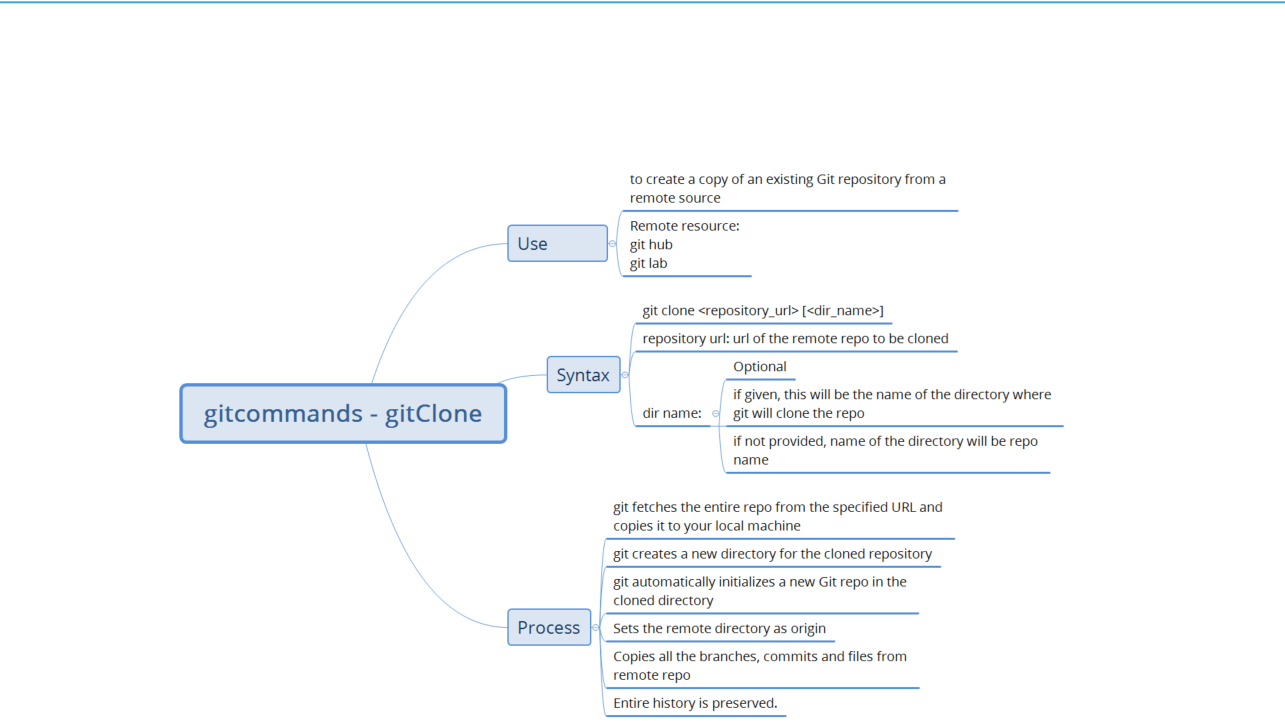 gitcommands - gitClone
Use
to create a copy of an existing Git repository from a
remote source
Remote resource:
git hub
git lab
Syntax
git clone <repository_url> [<dir_name>]
repository url: url of the remote repo to be cloned
dir name:
Optional
if given, this will be the name of the directory where
git will clone the repo
if not provided, name of the directory will be repo
name
Process
git fetches the entire repo from the specified URL and
copies it to your local machine
git creates a new directory for the cloned repository
git automatically initializes a new Git repo in the
cloned directory
Sets the remote directory as origin
Copies all the branches, commits and files from
remote repo
Entire history is preserved.